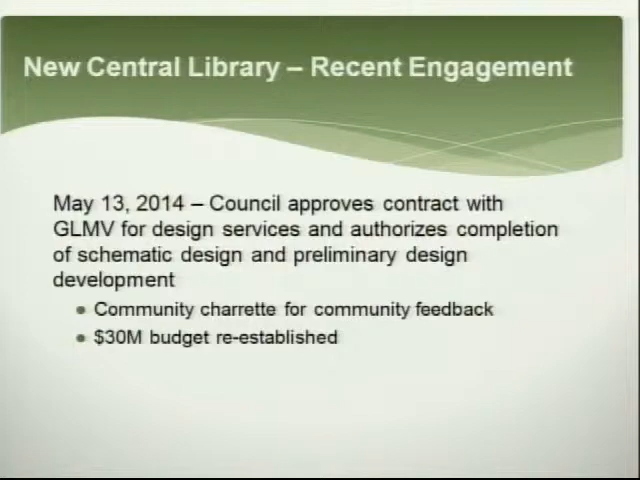 New Central Library – Recent Engagement
May 13, 2014 – Council approves contract with
GLMV for design services and authorizes completion
of schematic design and preliminary design
development
• Community charrette for community feedback
• $30M budget re-established